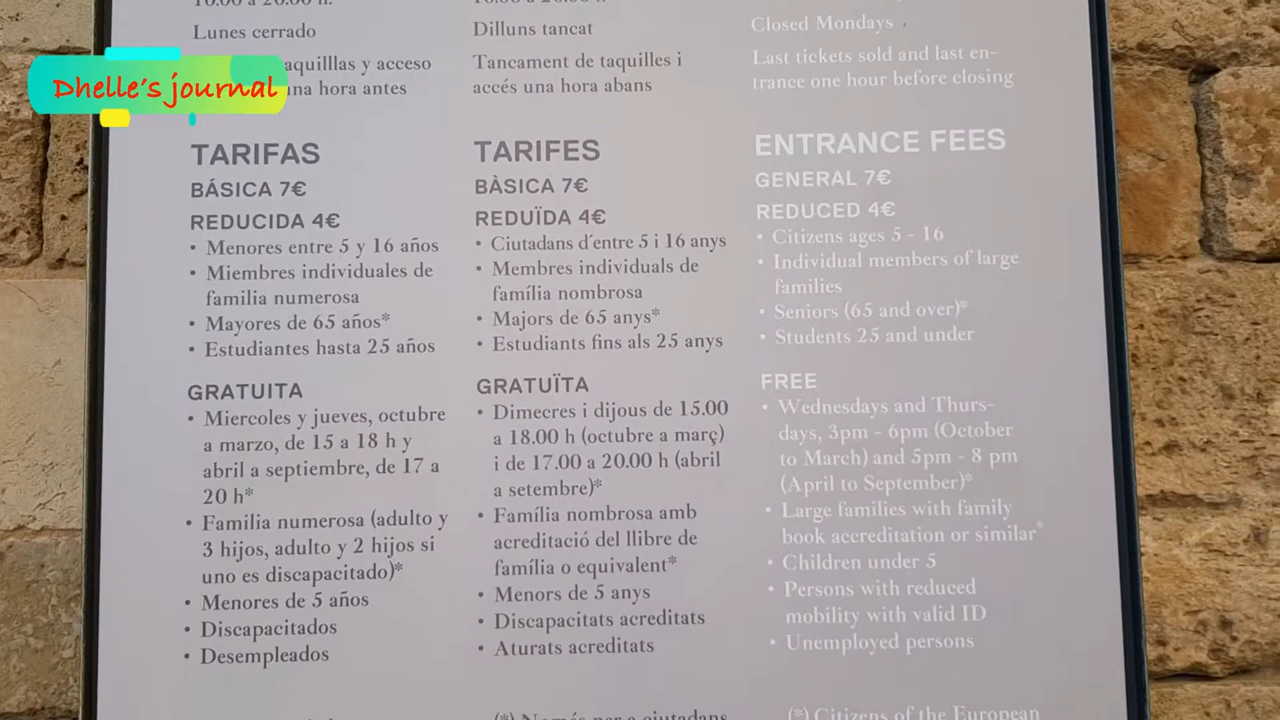 Dhelle's journal
Lunes cerrado
aquilllas y acceso
na hora antes
TARIFAS
BÁSICA 7€
REDUCIDA 4€
• Menores entre 5 y 16 años
• Miembres individuales de
familia numerosa
• Mayores de 65 años*
• Estudiantes hasta 25 años
GRATUITA
• Miercoles y jueves, octubre
a marzo, de 15 a 18 h y
abril a septiembre, de 17 a
20 h*
• Familia numerosa (adulto y
3 hijos, adulto y 2 hijos si
uno es discapacitado)*
• Menores de 5 años
• Discapacitados
• Desempleados
Dilluns tancat
Tancament de taquilles i
accés una hora abans
TARIFES
BÀSICA 7€
REDUÏDA 4€
• Ciutadans d´entre 5 i 16 anys
• Membres individuals de
família nombrosa
• Majors de 65 anys*
• Estudiants fins als 25 anys
GRATUÏTA
• Dimecres i dijous de 15.00
a 18.00 h (octubre a març)
i de 17.00 a 20.00 h (abril
a setembre)*
• Família nombrosa amb
acreditació del llibre de
família o equivalent*
• Menors de 5 anys
• Discapacitats acreditats
• Aturats acreditats
(*) Només per a ciutadans
Closed Mondays
Last tickets sold and last en-
trance one hour before closing
ENTRANCE FEES
GENERAL 7€
REDUCED 4€
• Citizens ages 5 - 16
• Individual members of large
families
• Seniors (65 and over)*
• Students 25 and under
FREE
• Wednesdays and Thurs-
days, 3pm - 6pm (October
to March) and 5pm - 8 pm
(April to September)*
• Large families with family
book accreditation or similar*
• Children under 5
• Persons with reduced
mobility with valid ID
• Unemployed persons
(*) Citizens of the European